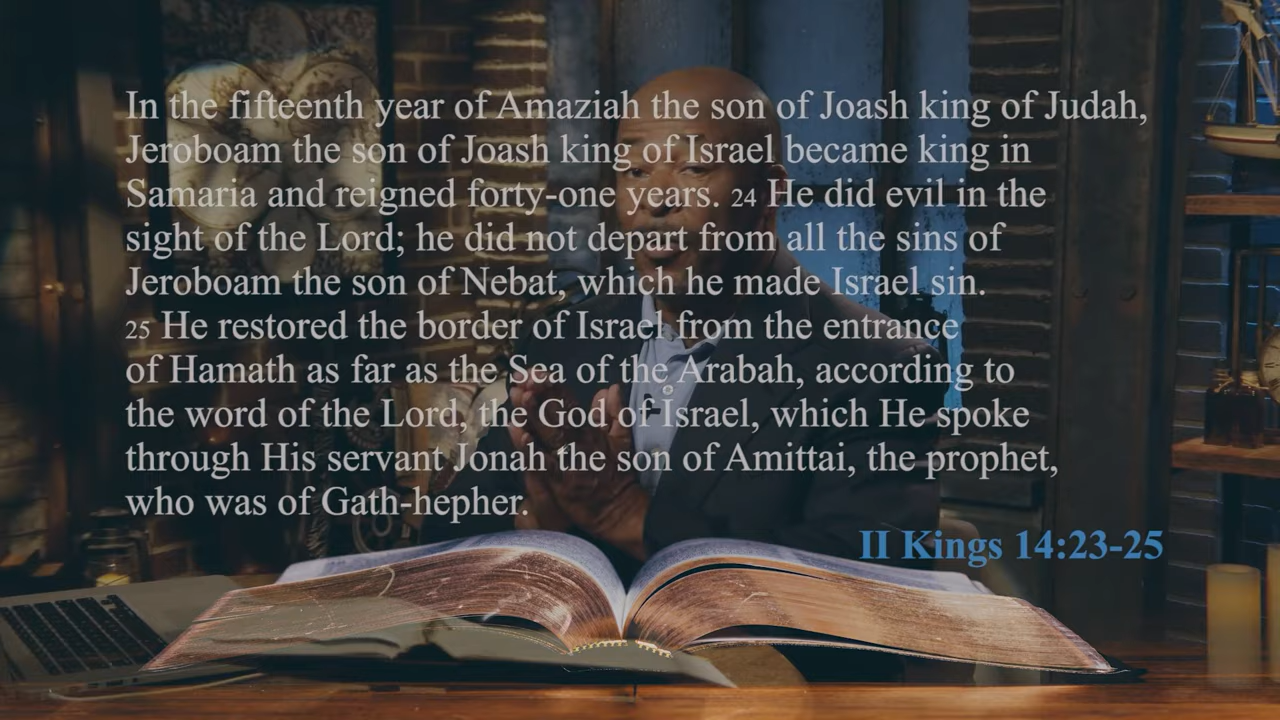 In the fifteenth year of Amaziah the son of Joash king of Judah,
Jeroboam the son of Joash king of Israel became king in
Samaria and reigned forty-one years. 24 He did evil in the
sight of the Lord; he did not depart from all the sins of
Jeroboam the son of Nebat, which he made Israel sin.
25 He restored the border of Israel from the entrance
of Hamath as far as the Sea of the Arabah, according to
the word of the Lord, the God of Israel, which He spoke
through His servant Jonah the son of Amittai, the prophet,
who was of Gath-hepher.
II Kings 14:23-25